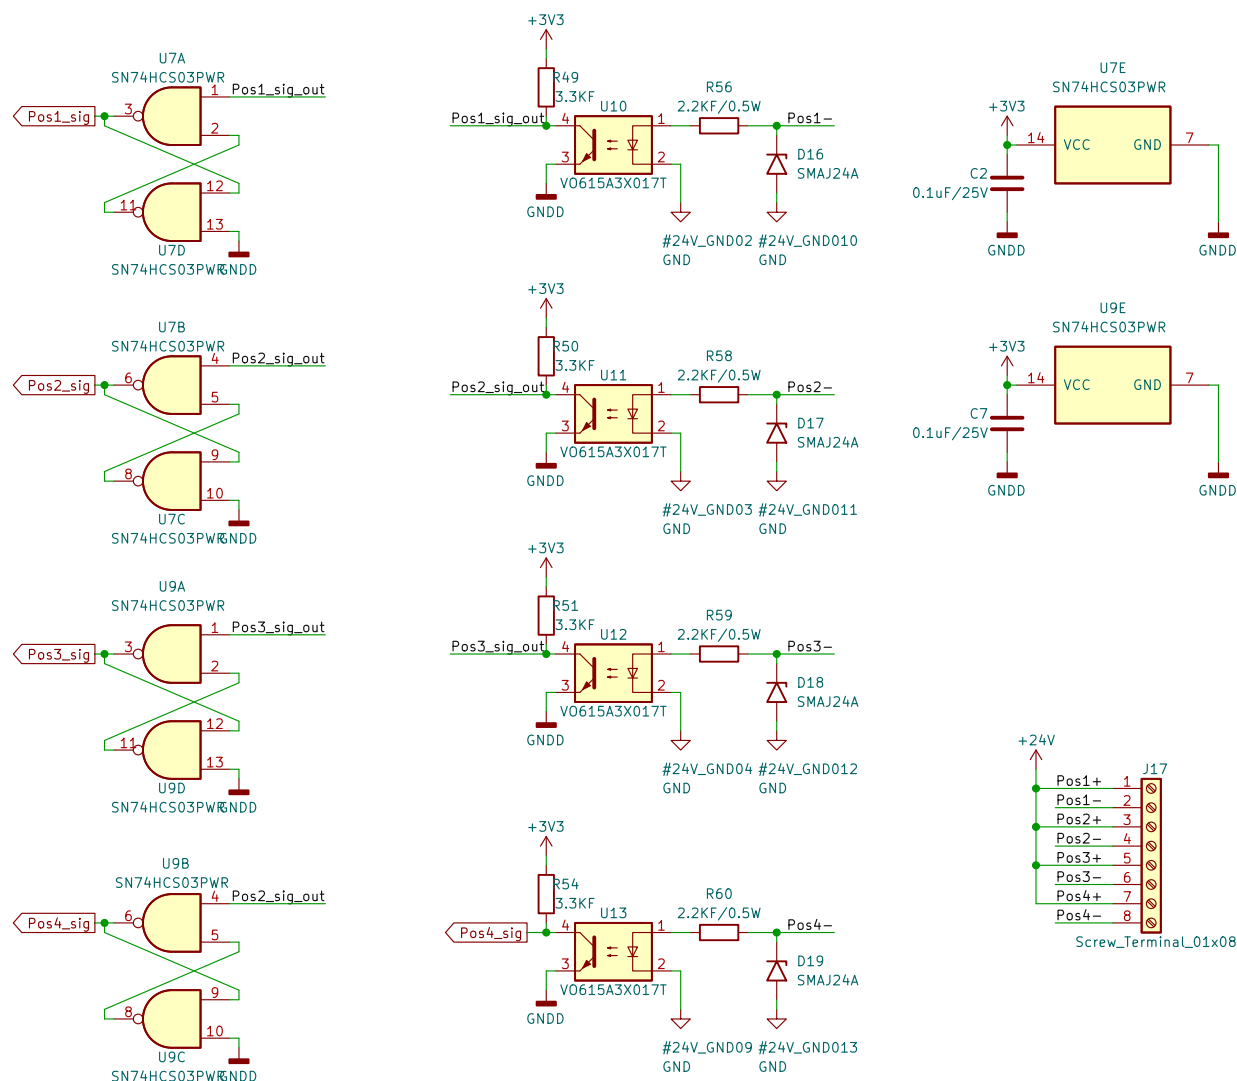 U7A
SN74HCS03PWR
Pos1_sig
3
1
Pos1_sig_out
2
12
11
13
U7D
SN74HCS03PWR
GNDD
+3V3
R49
3.3KF
U10
Pos1_sig_out
4
3
1
2
VO615A3X017T
GNDD
R56
2.2KF/0.5W
Pos1-
D16
SMAJ24A
#24V_GND02
GND
#24V_GND010
GND
U7E
SN74HCS03PWR
+3V3
14
VCC
GND
7
C2
0.1uF/25V
GNDD
GNDD
U7B
SN74HCS03PWR
Pos2_sig
6
4
Pos2_sig_out
5
9
8
10
U7C
SN74HCS03PWR
GNDD
+3V3
R50
3.3KF
U11
Pos2_sig_out
4
3
1
2
VO615A3X017T
GNDD
R58
2.2KF/0.5W
Pos2-
D17
SMAJ24A
#24V_GND03
GND
#24V_GND011
GND
U9E
SN74HCS03PWR
+3V3
14
VCC
GND
7
C7
0.1uF/25V
GNDD
GNDD
U9A
SN74HCS03PWR
Pos3_sig
3
1
Pos3_sig_out
2
12
11
13
U9D
SN74HCS03PWR
GNDD
+3V3
R51
3.3KF
U12
Pos3_sig_out
4
3
1
2
VO615A3X017T
GNDD
R59
2.2KF/0.5W
Pos3-
D18
SMAJ24A
#24V_GND04
GND
#24V_GND012
GND
+24V
J17
Pos1+ 1
Pos1- 2
Pos2+ 3
Pos2- 4
Pos3+ 5
Pos3- 6
Pos4+ 7
Pos4- 8
Screw_Terminal_01x08
U9B
SN74HCS03PWR
Pos4_sig
6
4
Pos2_sig_out
5
9
8
10
U9C
SN74HCS03PWR
GNDD
+3V3
R54
3.3KF
U13
Pos4_sig
4
3
1
2
VO615A3X017T
GNDD
R60
2.2KF/0.5W
Pos4-
D19
SMAJ24A
#24V_GND09
GND
#24V_GND013
GND